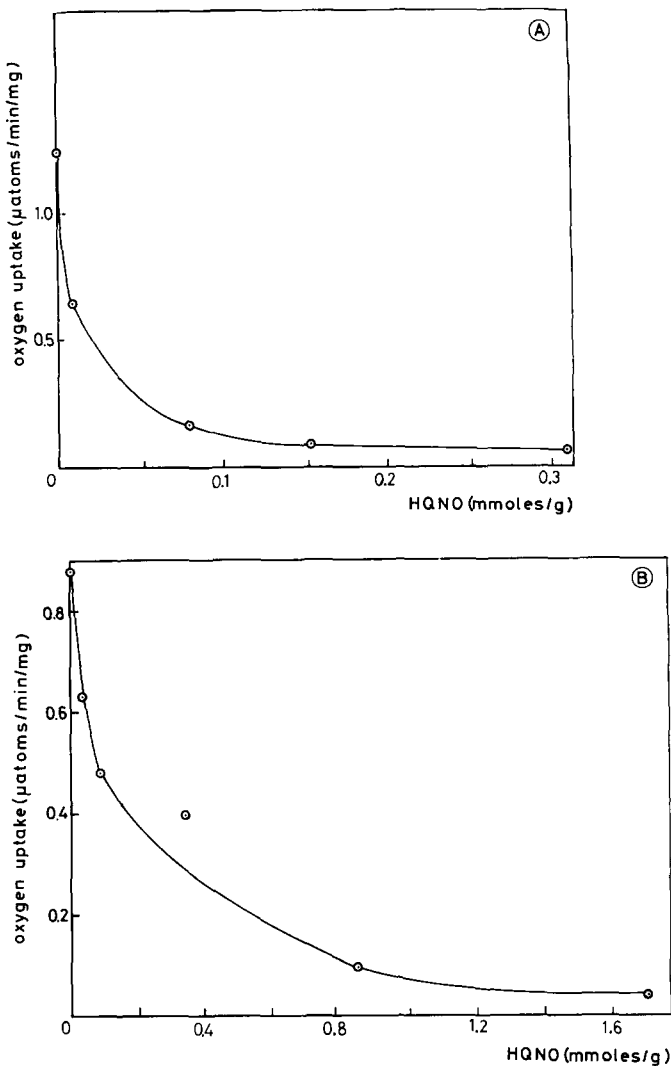 A
oxygen uptake (μatoms/min/mg)
1.0
0.5
0 0.1 0.2 0.3
HQNO (mmoles/g)
B
oxygen uptake (μatoms/min/mg)
0.8
0.6
0.4
0.2
0 0.4 0.8 1.2 1.6
HQNO (mmoles/g)